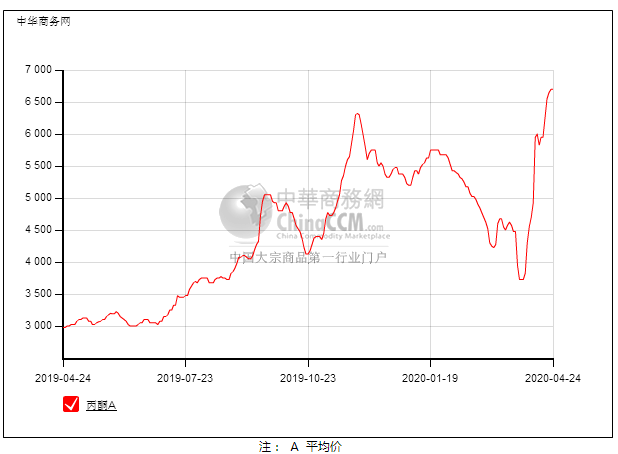 中华商务网
7 000
6 500
6 000
5 500
5 000
4 500
4 000
3 500
3 000
中華商務網
ChinaCCM.com
China Commodity Marketplace
中国大宗商品第一行业门户
2019-04-24 2019-07-23 2019-10-23 2020-01-19 2020-04-24
丙酮A
注： A 平均价